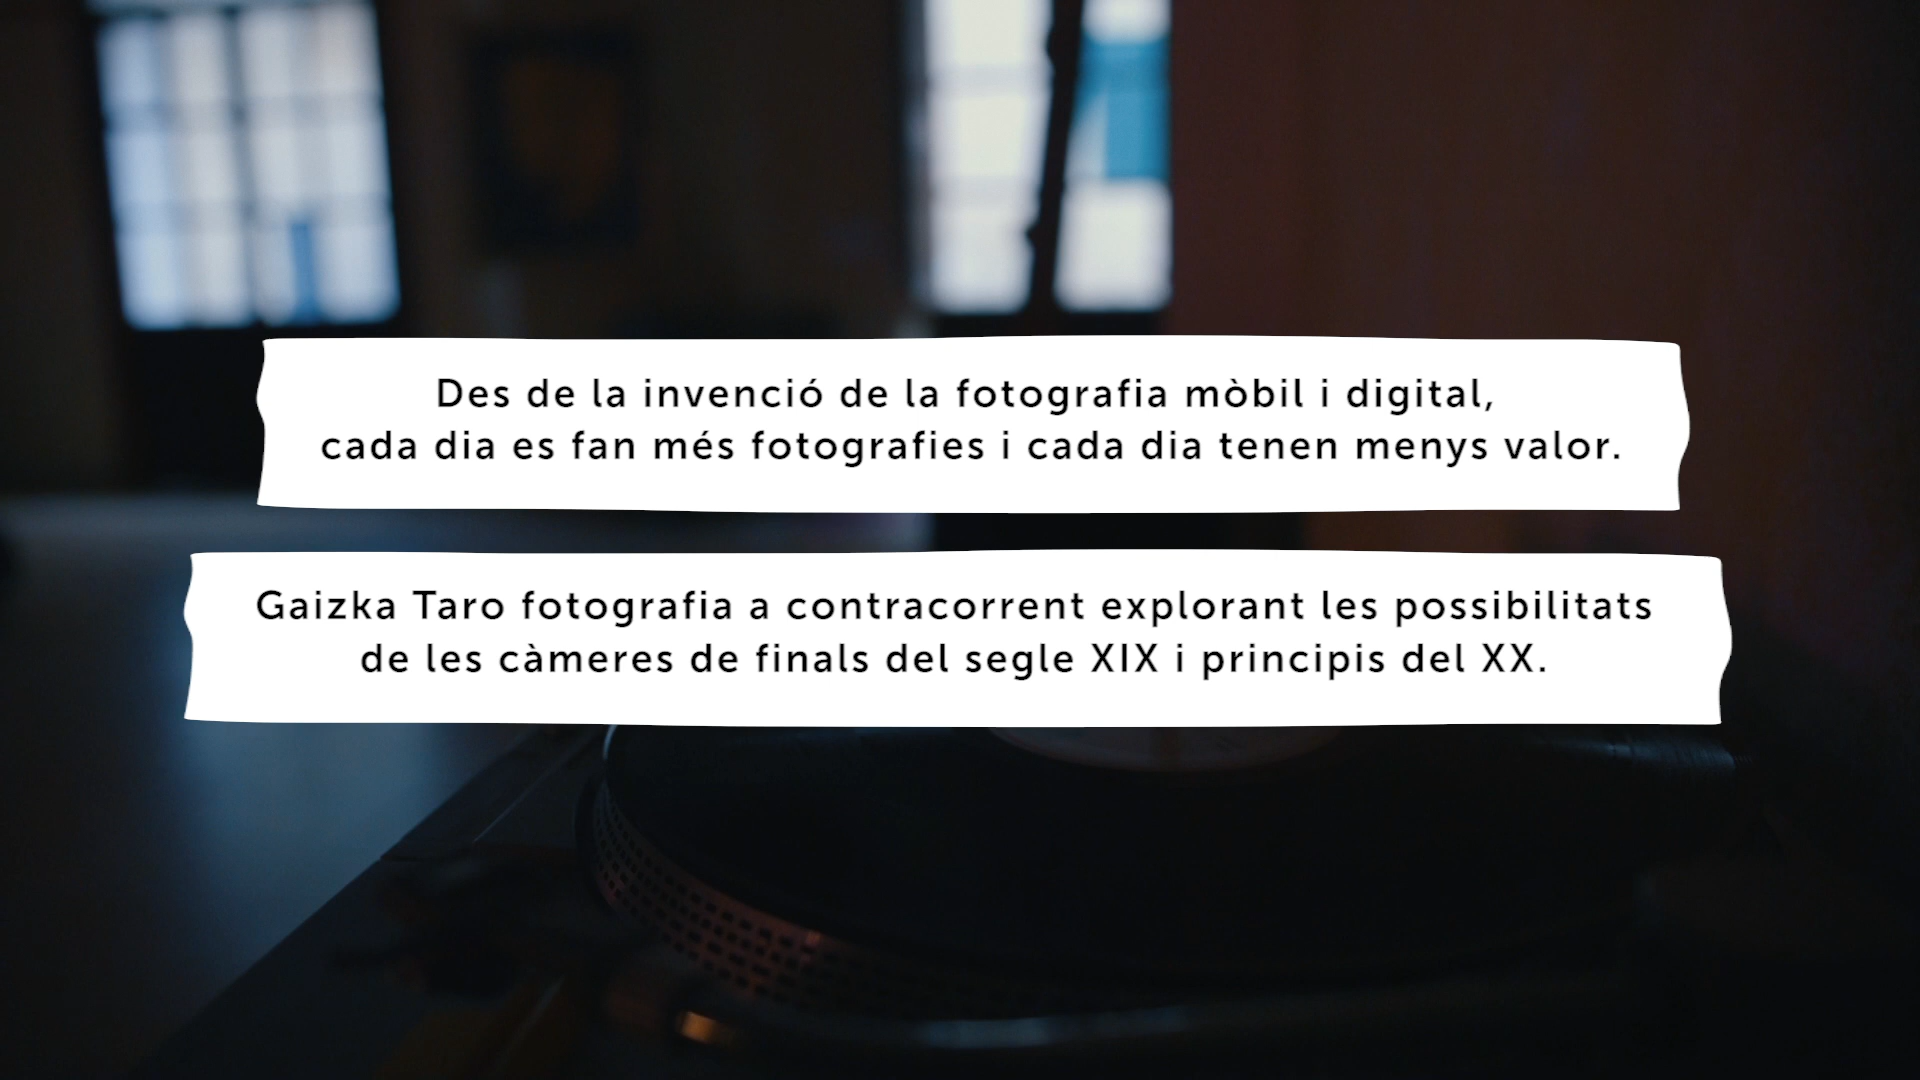 Des de la invenció de la fotografia mòbil i digital,
cada dia es fan més fotografies i cada dia tenen menys valor.
Gaizka Taro fotografia a contracorrent explorant les possibilitats
de les càmeres de finals del segle XIX i principis del XX.